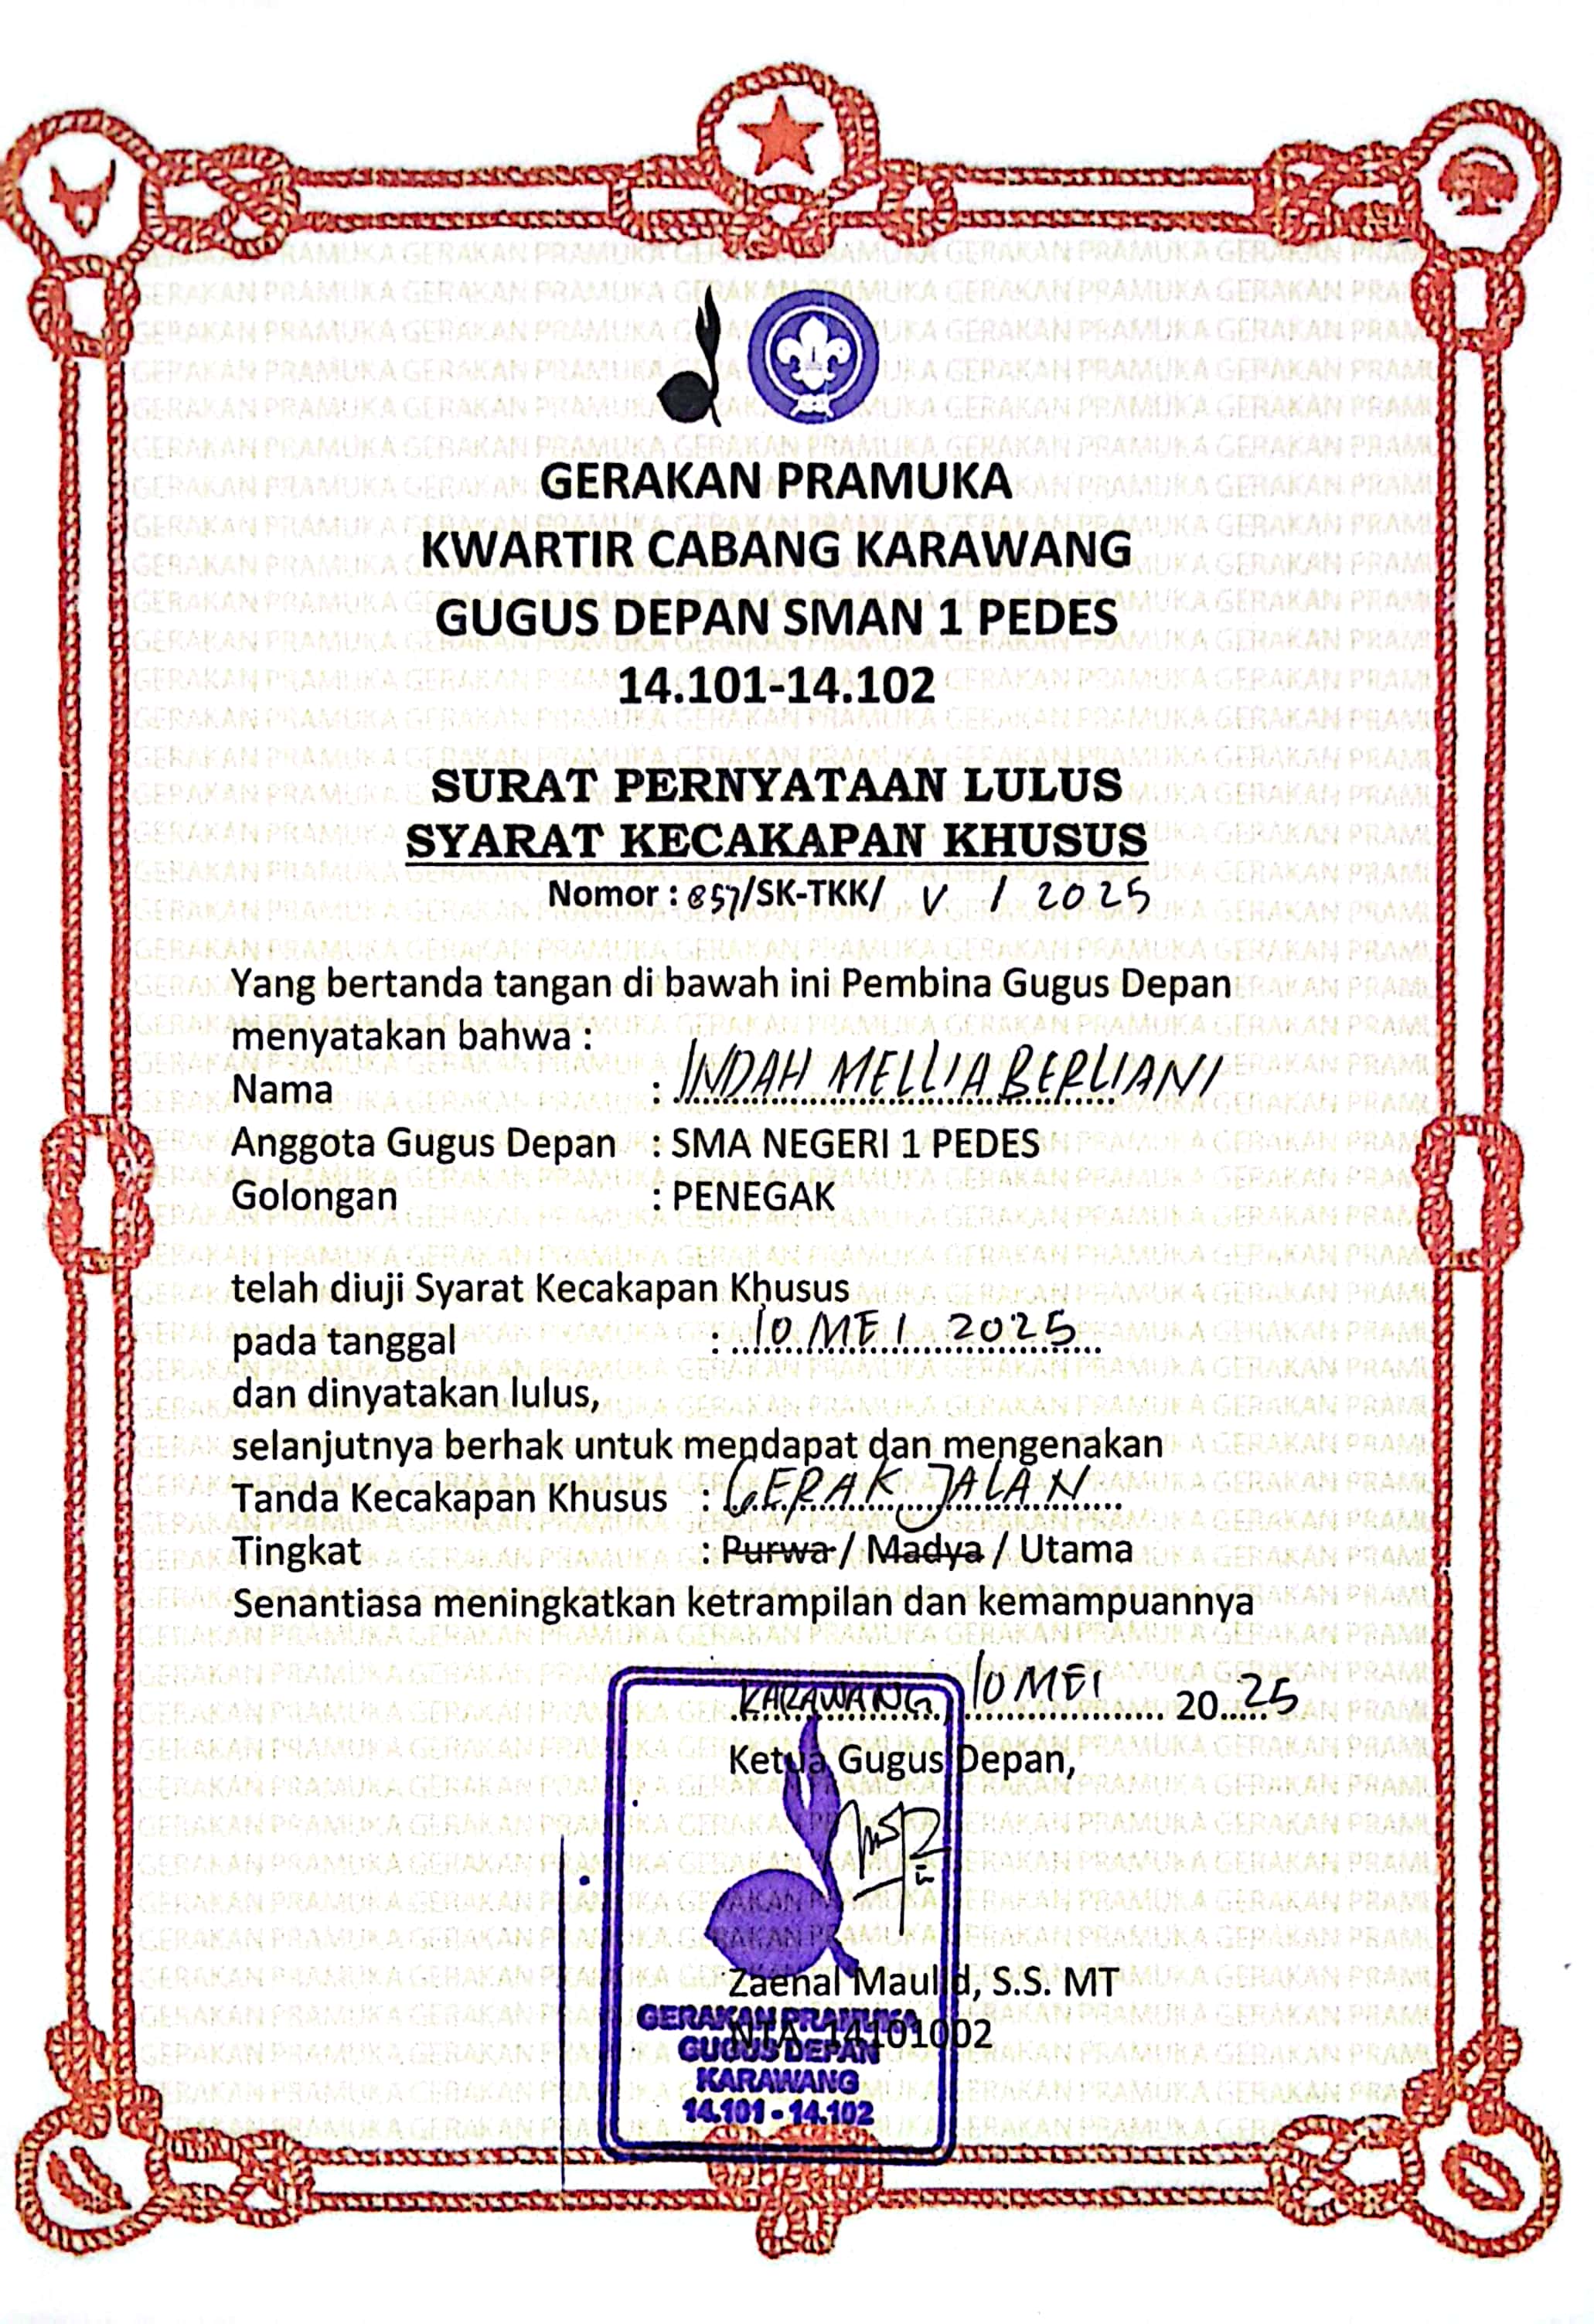 GERAKAN PRAMUKA
KWARTIR CABANG KARAWANG
GUGUS DEPAN SMAN 1 PEDES
14.101-14.102
SURAT PERNYATAAN LULUS
SYARAT KECAKAPAN KHUSUS
Nomor : 857/SK-TKK/ V / 2025
Yang bertanda tangan di bawah ini Pembina Gugus Depan
menyatakan bahwa :
Nama : INDAH MELLIA BERLIANI
Anggota Gugus Depan : SMA NEGERI 1 PEDES
Golongan : PENEGAK
telah diuji Syarat Kecakapan Khusus
pada tanggal : 10 MEI 2025
dan dinyatakan lulus,
selanjutnya berhak untuk mendapat dan mengenakan
Tanda Kecakapan Khusus : GERAK JALAN
Tingkat : Purwa / Madya / Utama
Senantiasa meningkatkan ketrampilan dan kemampuannya
KARAWANG, 10 MEI 2025
Ketua Gugus Depan,
Zaenal Maulid, S.S. MT
NTA 14101002
GERAKAN PRAMUKA
GUGUS DEPAN
KARAWANG
14.101 - 14.102